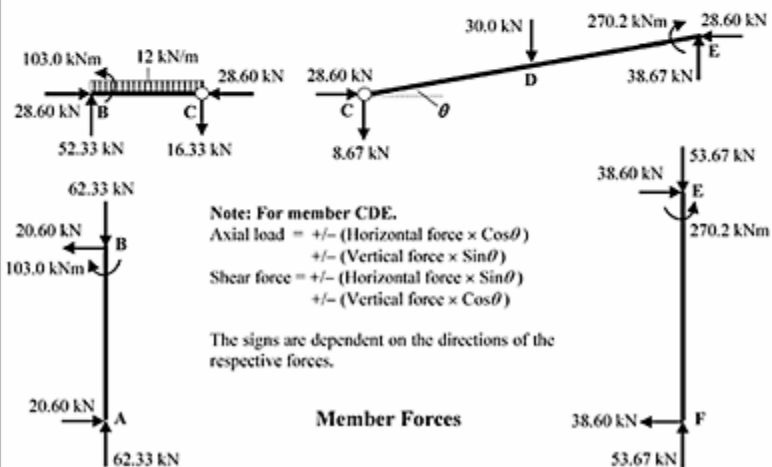 30.0 kN
270.2 kNm
28.60 kN
103.0 kNm
12 kN/m
28.60 kN
28.60 kN
E
38.67 kN
D
28.60 kN
B
C
C
θ
52.33 kN
16.33 kN
8.67 kN
62.33 kN
53.67 kN
38.60 kN
E
20.60 kN
B
103.0 kNm
270.2 kNm
Note: For member CDE.
Axial load = +/– (Horizontal force × Cosθ)
+/– (Vertical force × Sinθ)
Shear force = +/– (Horizontal force × Sinθ)
+/– (Vertical force × Cosθ)
The signs are dependent on the directions of the
respective forces.
20.60 kN
A
Member Forces
38.60 kN
F
62.33 kN
53.67 kN